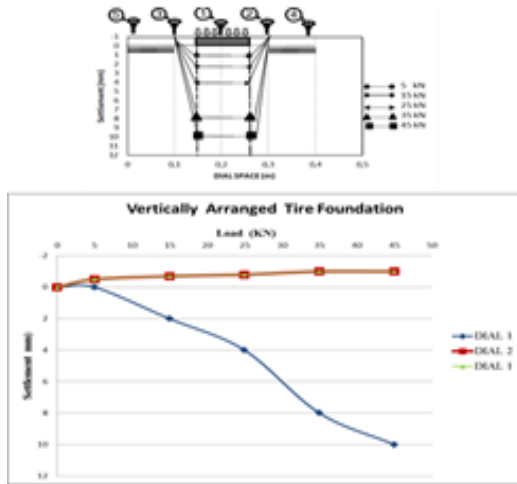 5 3 1 2 4
-1
0
1
2
3
4
5
6
7
8
9
10
11
12
Settlement (mm)
0 0,1 0,2 0,3 0,4 0,5
DIAL SPACE (m)
5 kN
15 kN
25 kN
35 kN
45 kN
Vertically Arranged Tire Foundation
Load (KN)
0 5 10 15 20 25 30 35 40 45 50
-2
0
2
4
6
8
10
12
Settlement mm)
DIAL 1
DIAL 2
DIAL 1